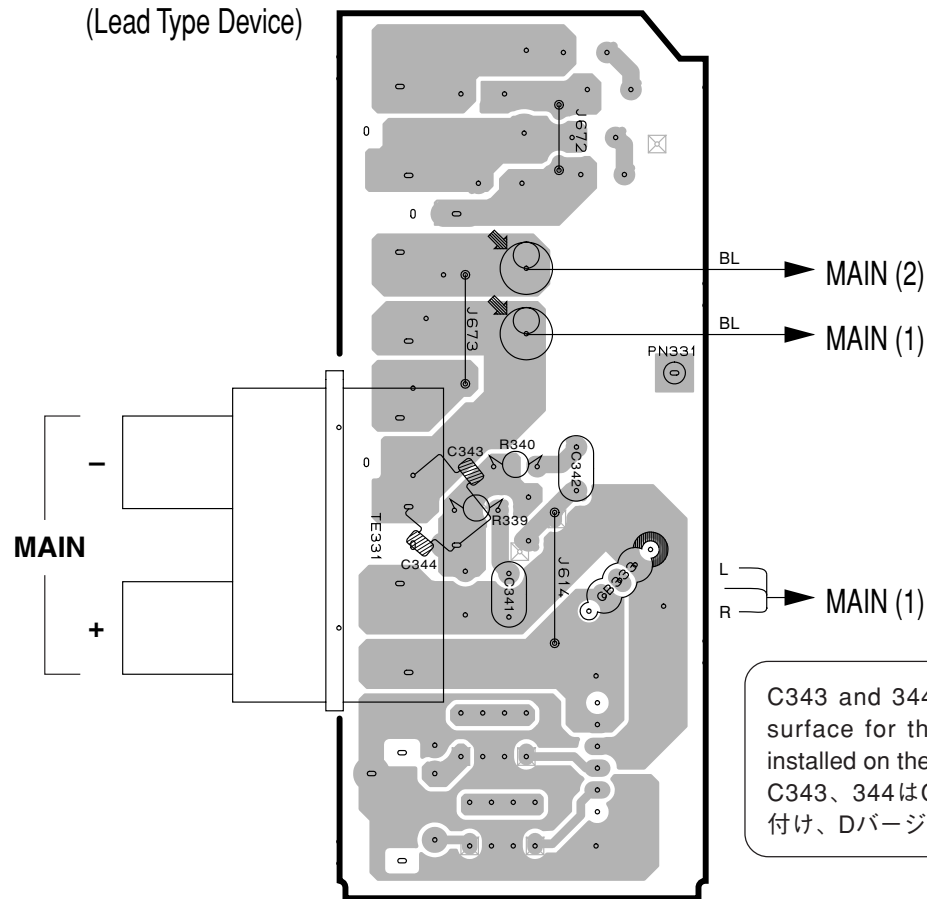 (Lead Type Device)
J672
BL
MAIN (2)
J673
BL
MAIN (1)
PN331
–
C343
R340
C342
MAIN
TE331
R339
C344
C341
J614
CB333
L
R
MAIN (1)
+
C343 and 344
surface for th
installed on the
C343、344はC
付け、Dバージ